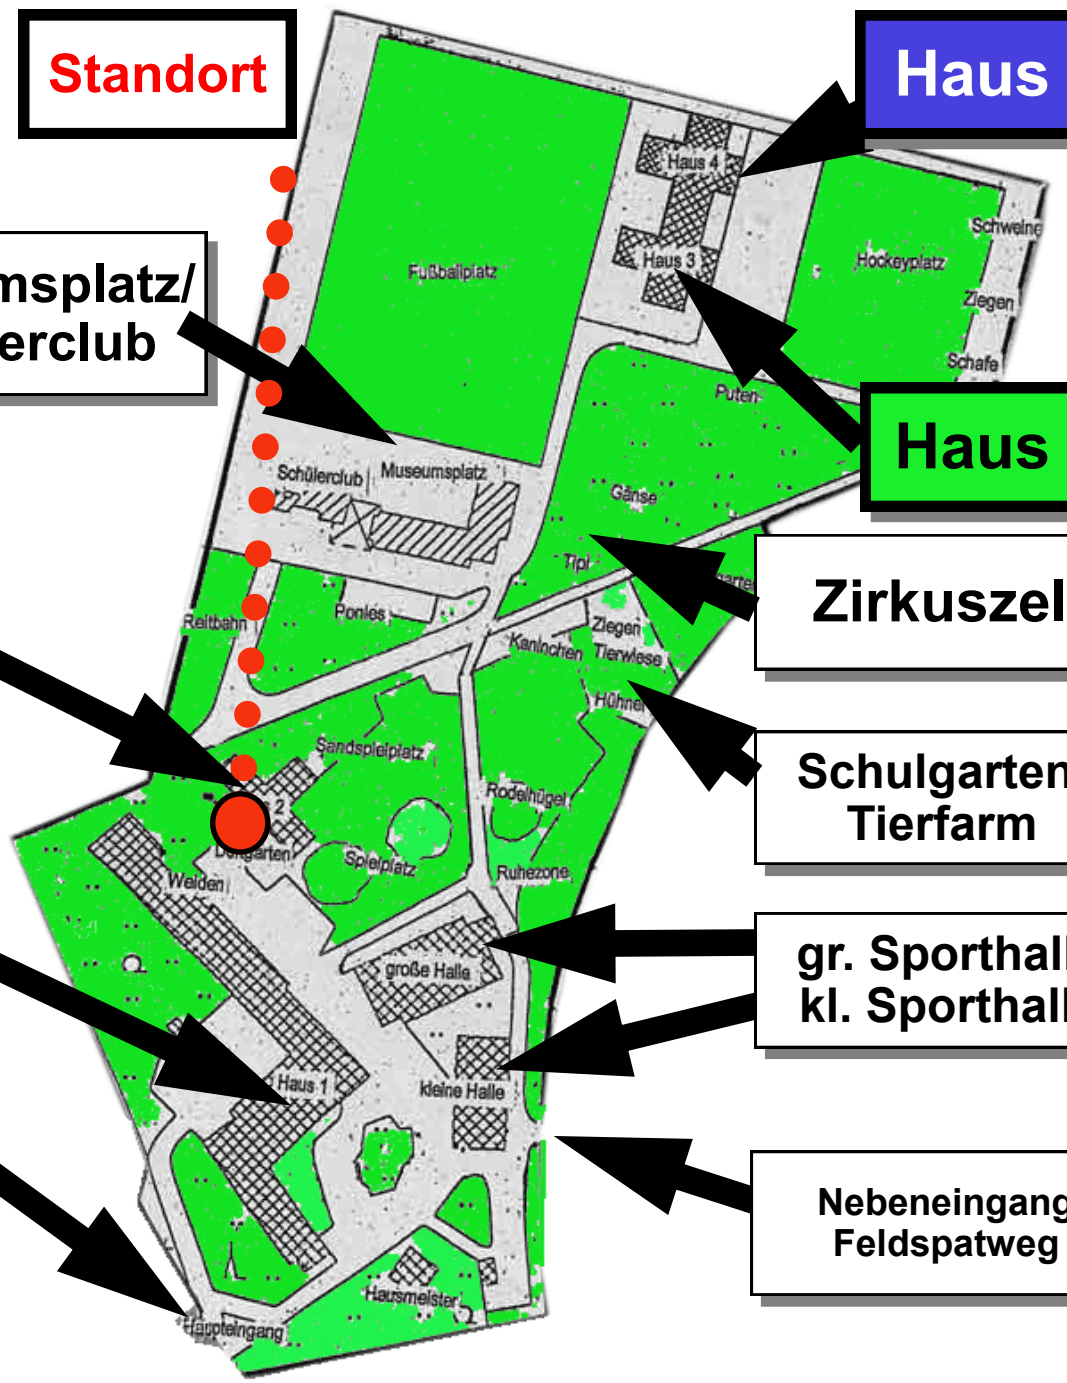 Standort
Haus
Haus 4
Schweine
Fußballplatz
Haus 3
Hockeyplatz
msplatz/
erclub
Ziegen
Schafe
Puten
Haus
Schülerclub
Museumsplatz
Gänse
Tipi
garten
Zirkuszel
Reitbahn
Ponies
Ziegen
Kaninchen
Tierwiese
Hühner
Sandspielplatz
Schulgarten
Tierfarm
Rodelhügel
2
Spielplatz
Ruhezone
Weiden
gr. Sporthall
kl. Sporthall
große Halle
Haus 1
kleine Halle
Nebeneingang
Feldspatweg
Hausmeister
Haupteingang